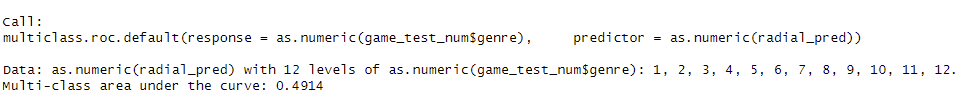 Call:
multiclass.roc.default(response = as.numeric(game_test_num$genre),     predictor = as.numeric(radial_pred))
Data: as.numeric(radial_pred) with 12 levels of as.numeric(game_test_num$genre): 1, 2, 3, 4, 5, 6, 7, 8, 9, 10, 11, 12.
Multi-class area under the curve: 0.4914